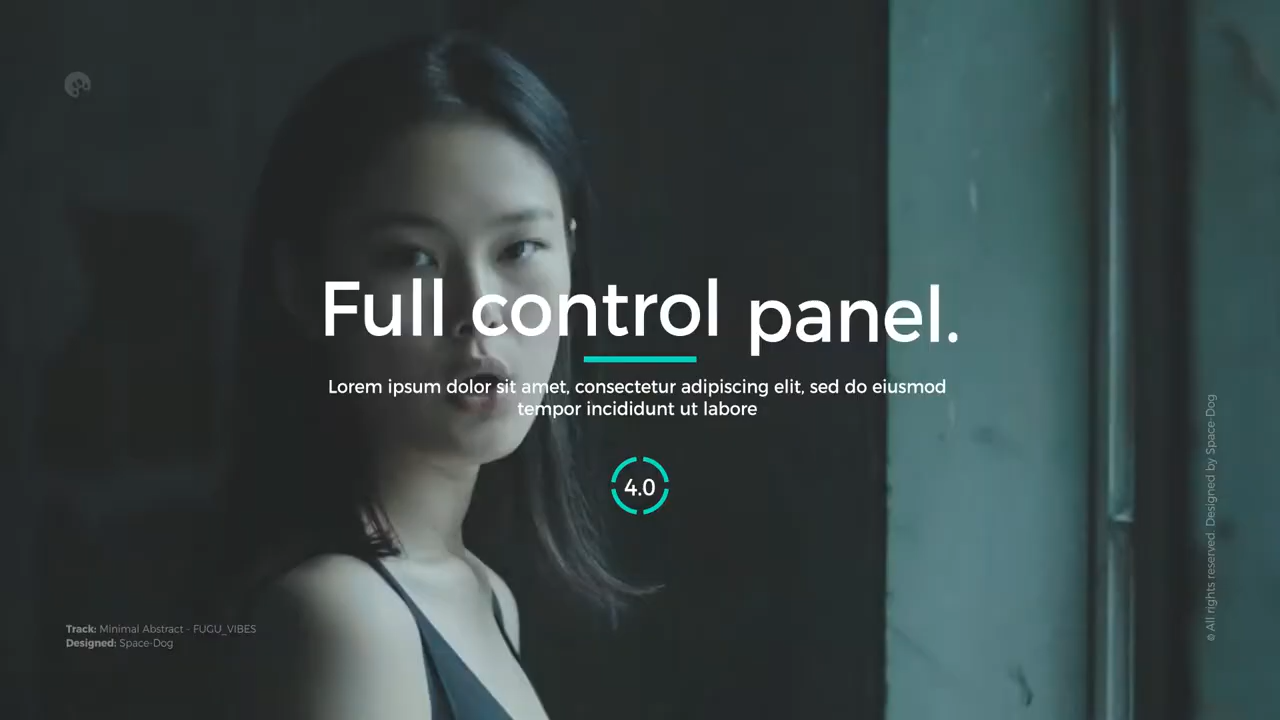 Full control panel.
Lorem ipsum dolor sit amet, consectetur adipiscing elit, sed do eiusmod
tempor incididunt ut labore
4.0
Track: Minimal Abstract - FUGU_VIBES
Designed: Space-Dog
© All rights reserved. Designed by Space-Dog